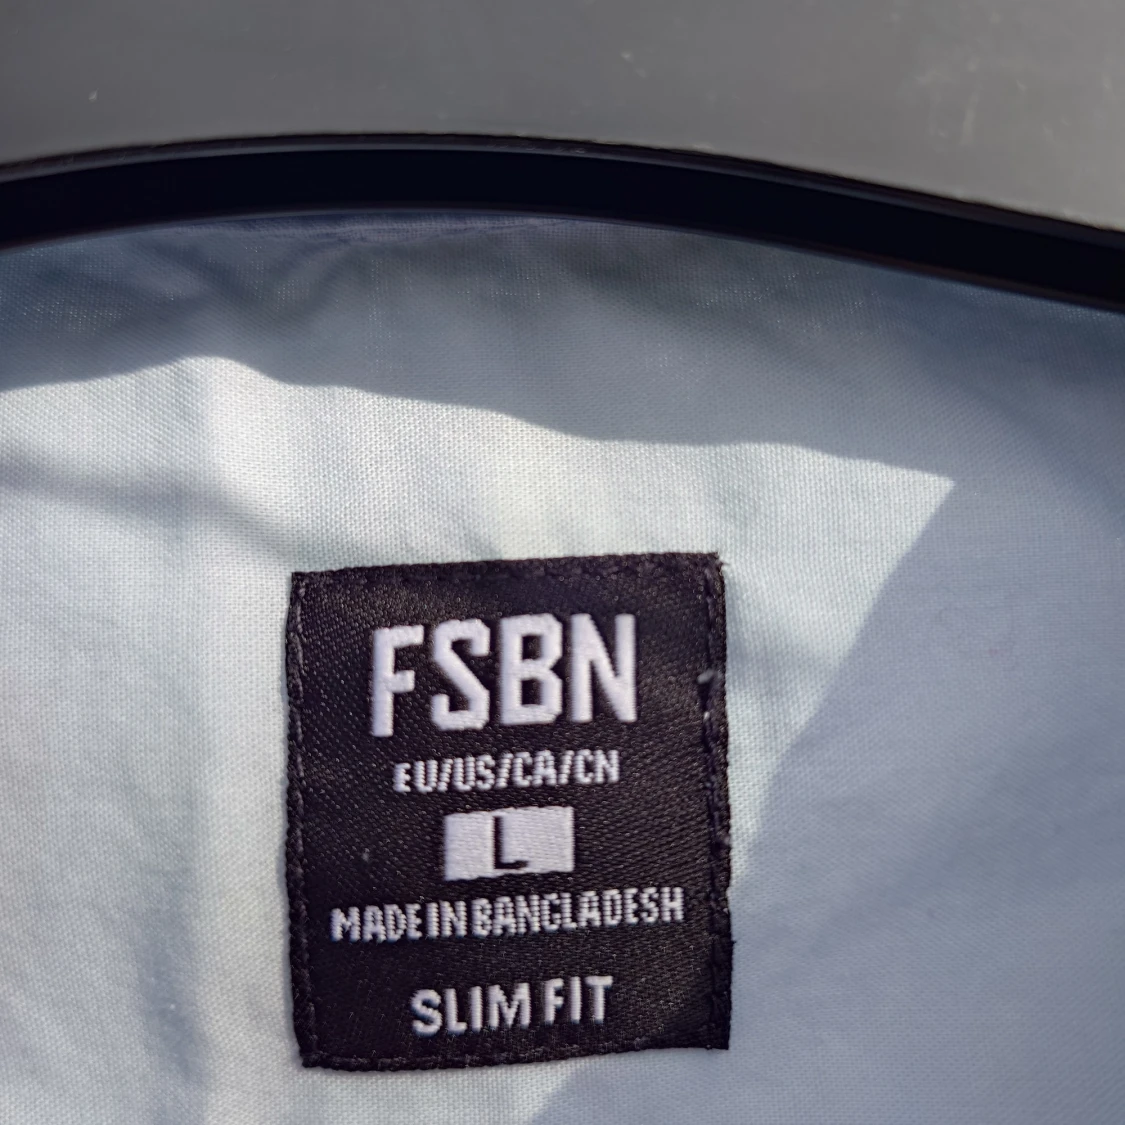 FSBN
EU/US/CA/CN
L
MADE IN BANGLADESH
SLIM FIT